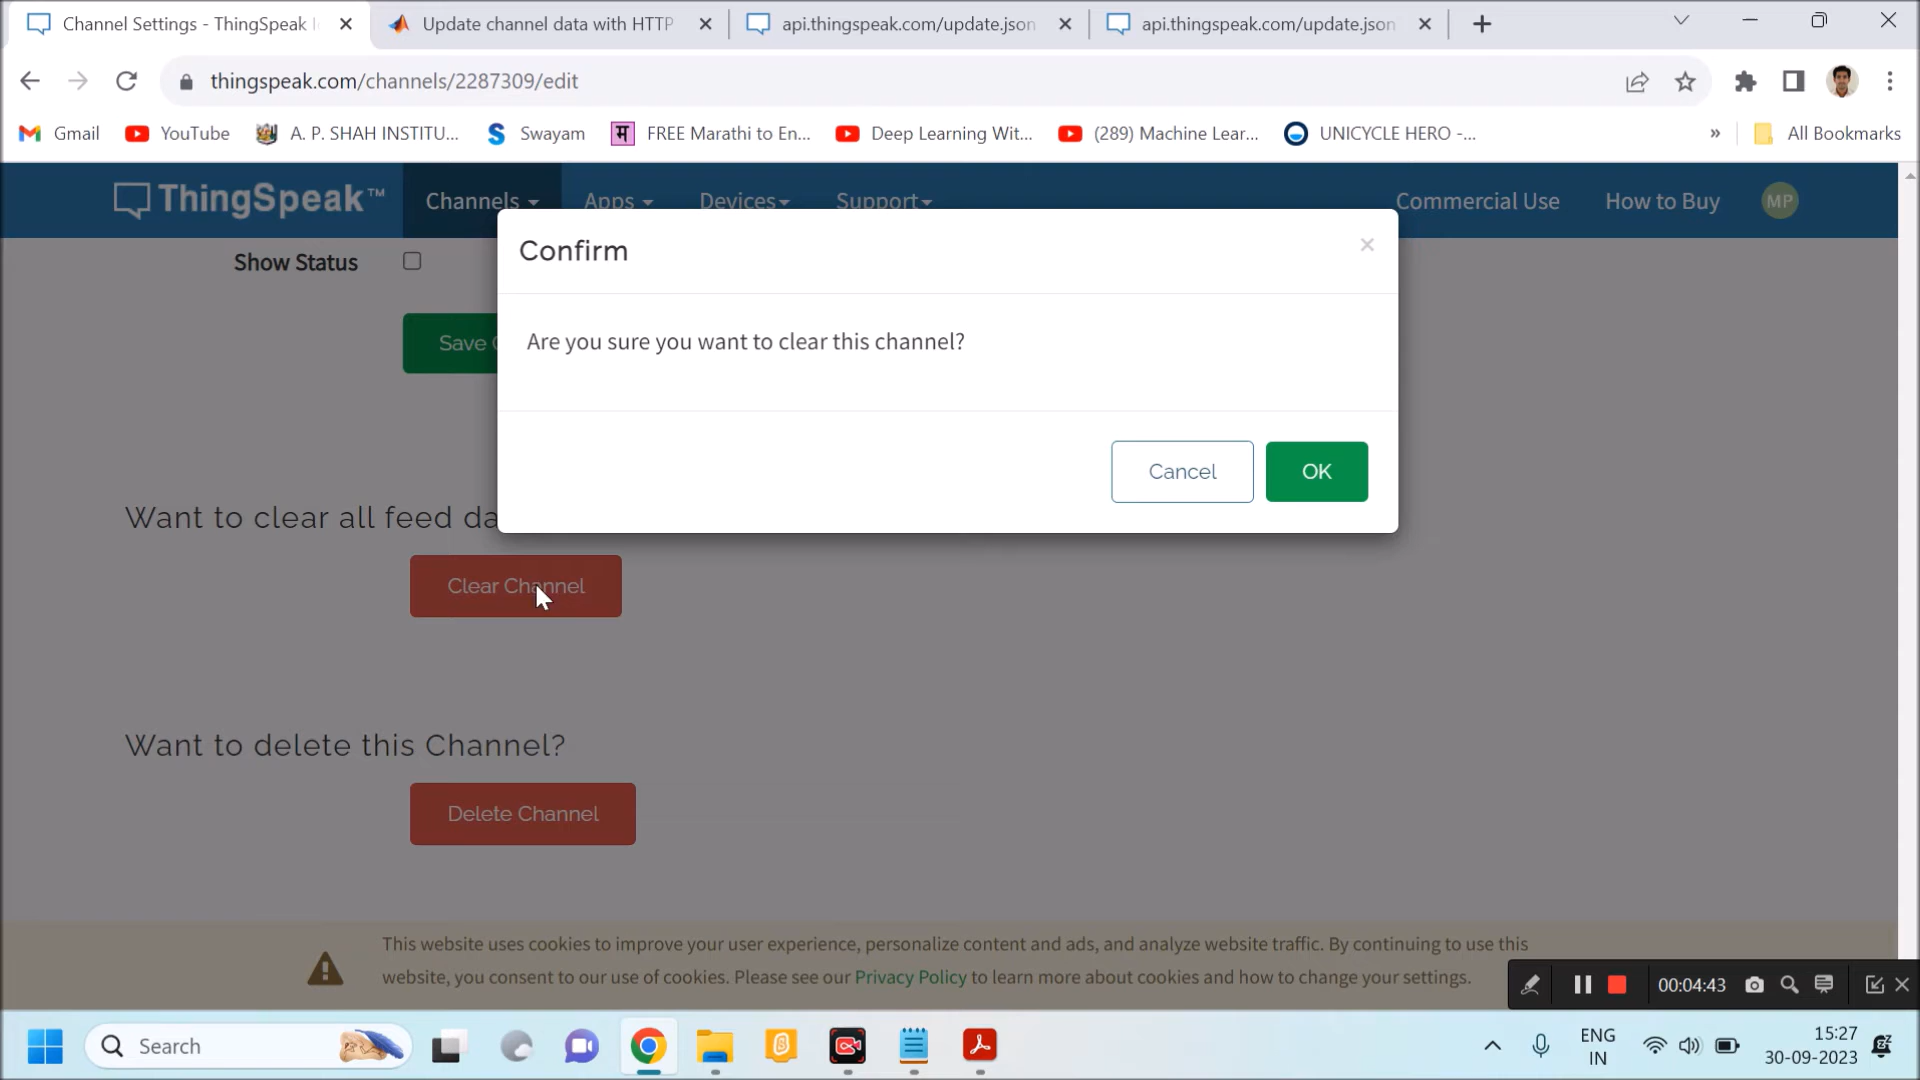 Channel Settings - ThingSpeak I
Update channel data with HTTP
api.thingspeak.com/update.json
api.thingspeak.com/update.json
thingspeak.com/channels/2287309/edit
Gmail
YouTube
A. P. SHAH INSTITU...
Swayam
म
FREE Marathi to En...
Deep Learning Wit...
(289) Machine Lear...
UNICYCLE HERO -...
»
All Bookmarks
ThingSpeak™
Channels
Apps
Devices
Support
Commercial Use
How to Buy
MP
Show Status
Confirm
×
Are you sure you want to clear this channel?
Save
Cancel
OK
Want to clear all feed da
Clear Channel
Want to delete this Channel?
Delete Channel
This website uses cookies to improve your user experience, personalize content and ads, and analyze website traffic. By continuing to use this
website, you consent to our use of cookies. Please see our Privacy Policy to learn more about cookies and how to change your settings.
00:04:43
Search
ENG
IN
15:27
30-09-2023